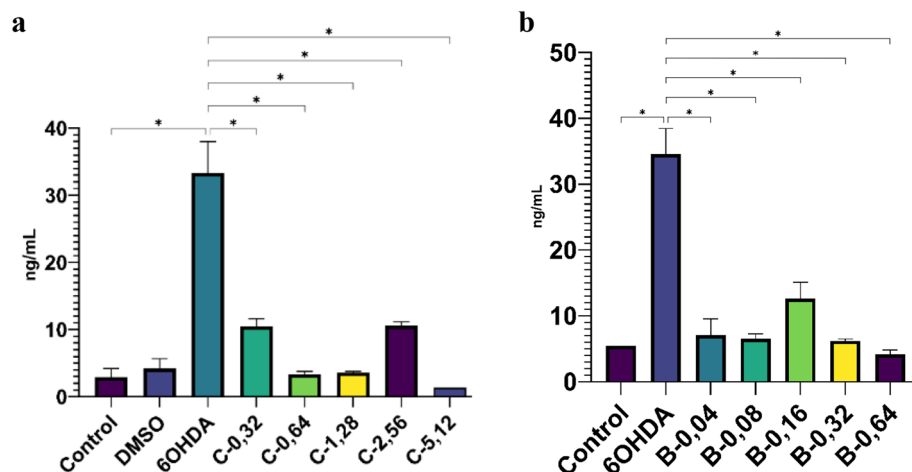 a
*
*
*
*
* *
40
30
20
10
0
ng/mL
Control
DMSO
6OHDA
C-0,32
C-0,64
C-1,28
C-2,56
C-5,12
b
*
*
*
*
* *
50
40
30
20
10
0
ng/mL
Control
6OHDA
B-0,04
B-0,08
B-0,16
B-0,32
B-0,64